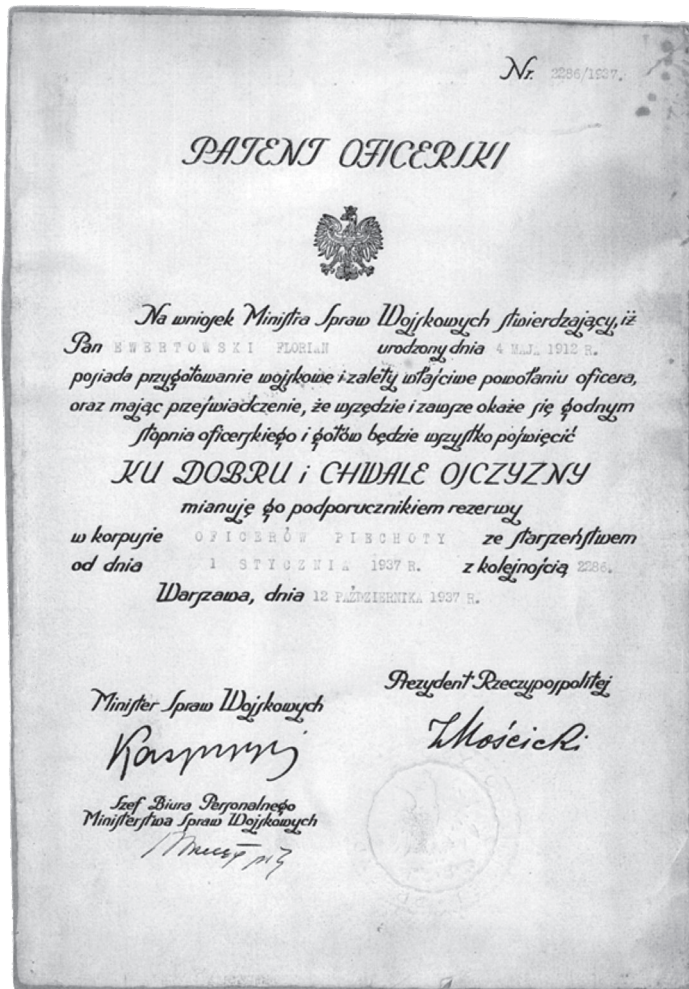 Nr. 2286/1937.
PATENT OFICERSKI
Na wniosek Ministra Spraw Wojskowych stwierdzający, iż
Pan EWERTOWSKI FLORIAN urodzony dnia 4 MAJA 1912 R.
posiada przygotowanie wojskowe i zalety właściwe powołaniu oficera,
oraz mając przeświadczenie, że wszędzie i zawsze okaże się godnym
stopnia oficerskiego i gotów będzie wszystko poświęcić
KU DOBRU i CHWALE OJCZYZNY
mianuję go podporucznikiem rezerwy
w korpusie OFICERÓW PIECHOTY ze starszeństwem
od dnia 1 STYCZNIA 1937 R. z kolejnością 2286.
Warszawa, dnia 12 PAŹDZIERNIKA 1937 R.
Prezydent Rzeczypospolitej
Minister Spraw Wojskowych
IMościcki
Szef Biura Personalnego
Ministerstwa Spraw Wojskowych